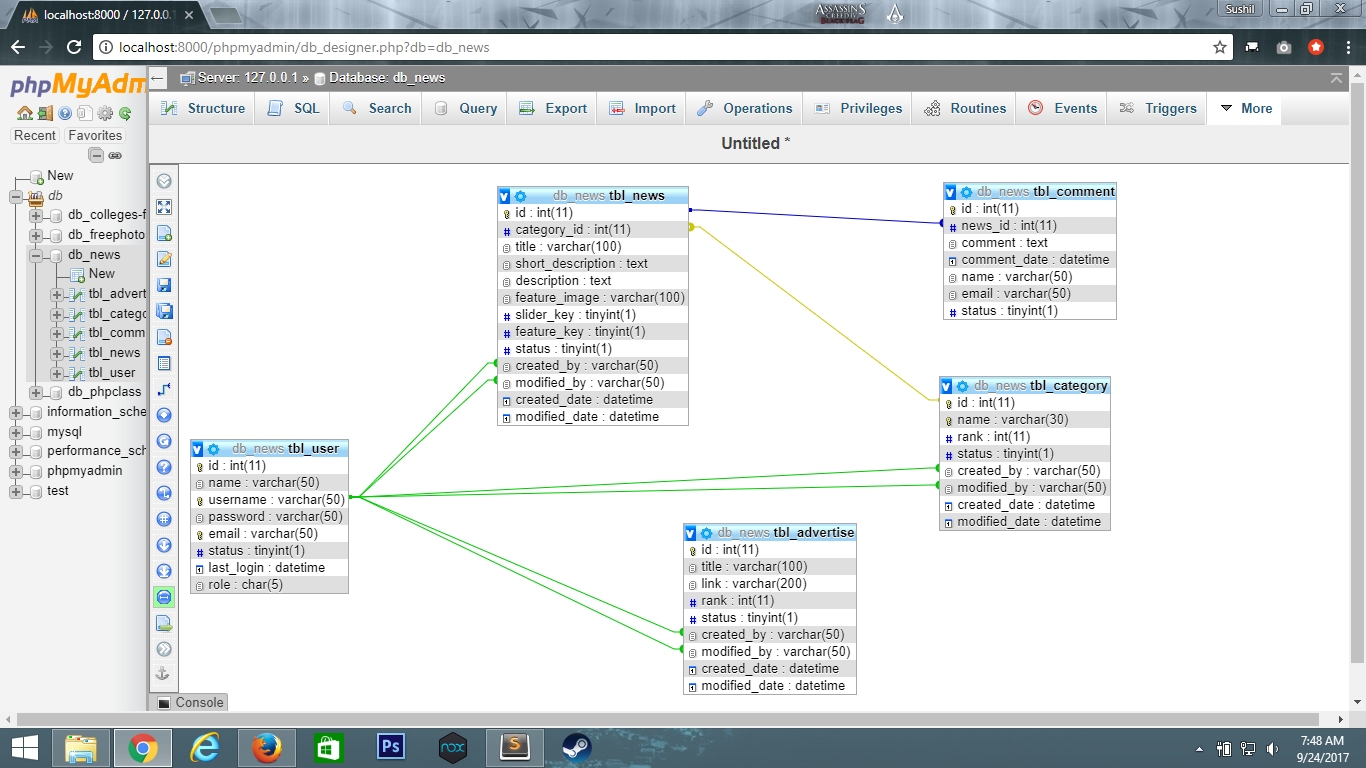 localhost:8000 / 127.0.0.1
ASSASSIN'S
CREED IV
BLACK FLAG
Sushil
localhost:8000/phpmyadmin/db_designer.php?db=db_news
phpMyAdm
Recent
Favorites
New
db
db_colleges-f
db_freephoto
db_news
New
tbl_advert
tbl_catego
tbl_comm
tbl_news
tbl_user
db_phpclass
information_sche
mysql
performance_sch
phpmyadmin
test
Server: 127.0.0.1 » Database: db_news
Structure
SQL
Search
Query
Export
Import
Operations
Privileges
Routines
Events
Triggers
More
Untitled *
db_news tbl_news
id : int(11)
category_id : int(11)
title : varchar(100)
short_description : text
description : text
feature_image : varchar(100)
slider_key : tinyint(1)
feature_key : tinyint(1)
status : tinyint(1)
created_by : varchar(50)
modified_by : varchar(50)
created_date : datetime
modified_date : datetime
db_news tbl_comment
id : int(11)
news_id : int(11)
comment : text
comment_date : datetime
name : varchar(50)
email : varchar(50)
status : tinyint(1)
db_news tbl_category
id : int(11)
name : varchar(30)
rank : int(11)
status : tinyint(1)
created_by : varchar(50)
modified_by : varchar(50)
created_date : datetime
modified_date : datetime
db_news tbl_user
id : int(11)
name : varchar(50)
username : varchar(50)
password : varchar(50)
email : varchar(50)
status : tinyint(1)
last_login : datetime
role : char(5)
db_news tbl_advertise
id : int(11)
title : varchar(100)
link : varchar(200)
rank : int(11)
status : tinyint(1)
created_by : varchar(50)
modified_by : varchar(50)
created_date : datetime
modified_date : datetime
Console
Ps
nox
S
7:48 AM
9/24/2017